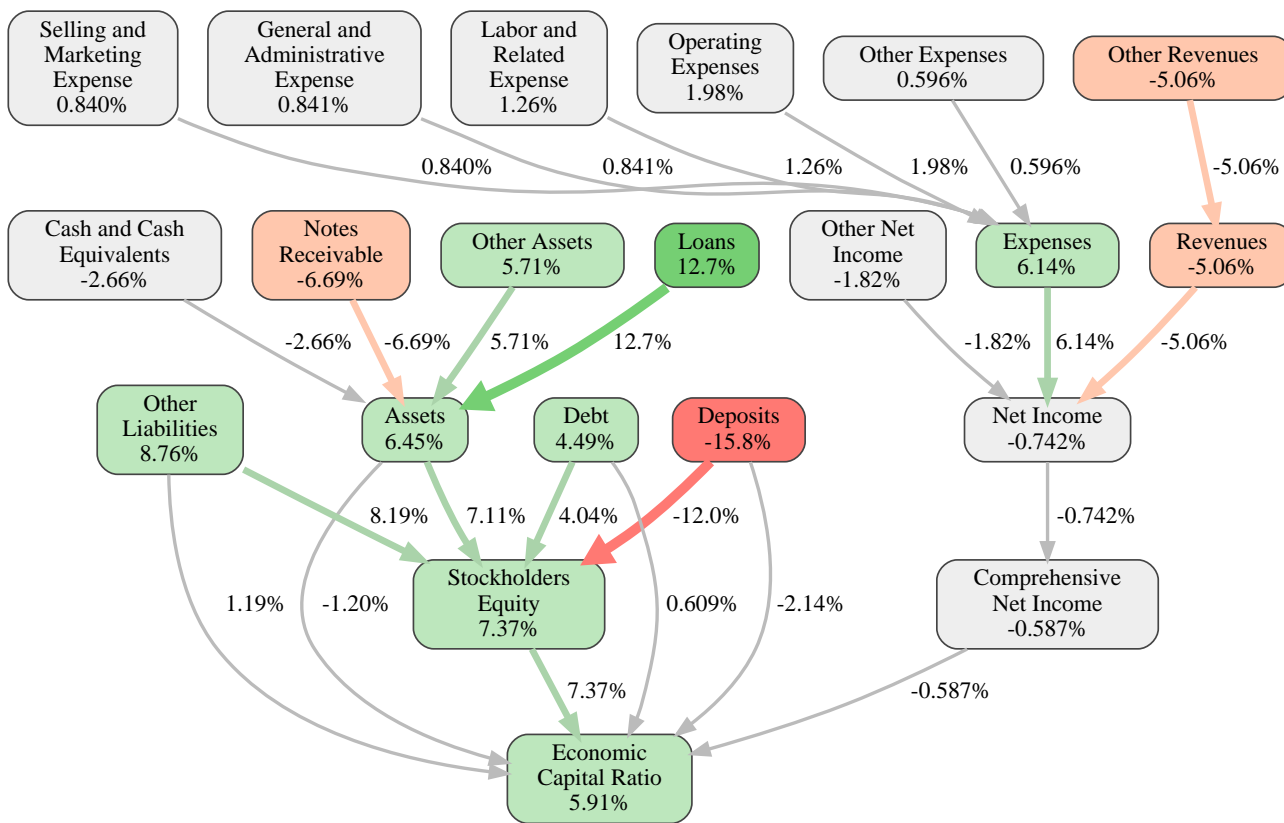 Selling and
Marketing
Expense
0.840%
General and
Administrative
Expense
0.841%
Labor and
Related
Expense
1.26%
Operating
Expenses
1.98%
Other Expenses
0.596%
Other Revenues
-5.06%
0.840%
0.841%
1.26%
1.98%
0.596%
-5.06%
Cash and Cash
Equivalents
-2.66%
Notes
Receivable
-6.69%
Other Assets
5.71%
Loans
12.7%
Other Net
Income
-1.82%
Expenses
6.14%
Revenues
-5.06%
-2.66%
-6.69%
5.71%
12.7%
-1.82%
6.14%
-5.06%
Other
Liabilities
8.76%
Assets
6.45%
Debt
4.49%
Deposits
-15.8%
Net Income
-0.742%
8.19%
7.11%
4.04%
-12.0%
-0.742%
Stockholders
Equity
7.37%
Comprehensive
Net Income
-0.587%
1.19%
-1.20%
0.609%
-2.14%
7.37%
-0.587%
Economic
Capital Ratio
5.91%